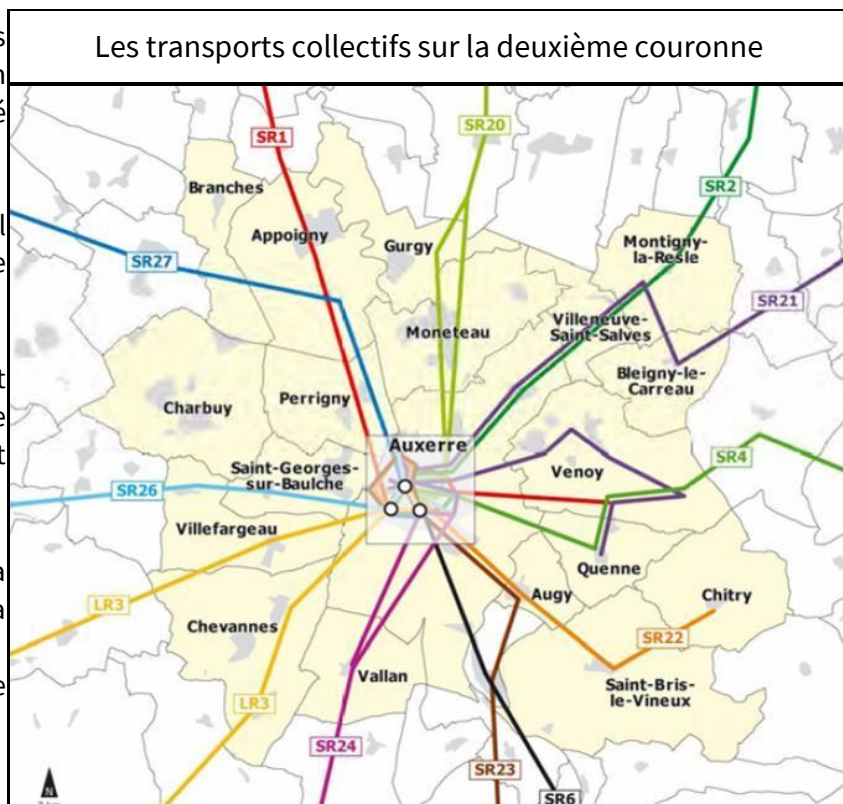 Les transports collectifs sur la deuxième couronne
SR1
SR20
SR2
Branches
Appoigny
Gurgy
Montigny-
la-Resle
SR27
SR21
Moneteau
Villeneuve-
Saint-Salves
Bleigny-le-
Carreau
Perrigny
Charbuy
Auxerre
SR4
Saint-Georges-
sur-Baulche
Venoy
SR26
Villefargeau
Quenne
Augy
Chitry
LR3
Chevannes
SR22
Vallan
Saint-Bris-
le-Vineux
LR3
SR24
SR23
SR6
N